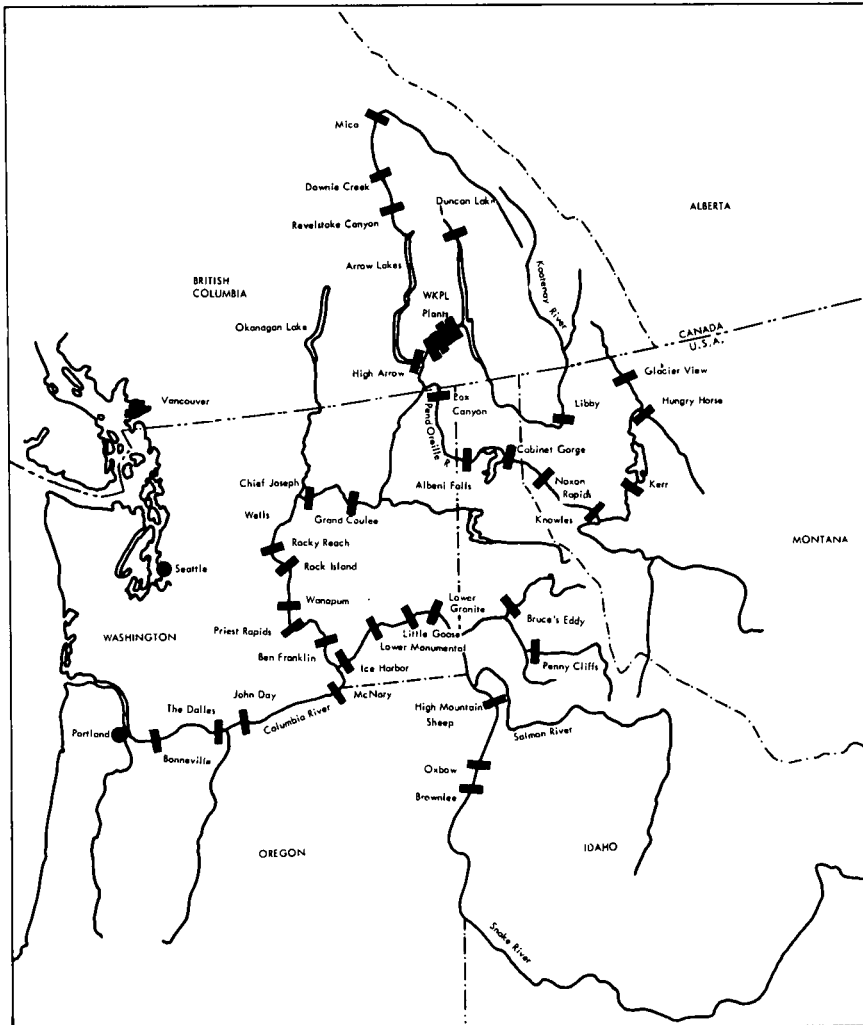 Mica
Downie Creek
Revelstoke Canyon
Duncan Lake
ALBERTA
Arrow Lakes
BRITISH
COLUMBIA
WKPL
Plants
Kootenay River
Okanagan Lake
CANADA
U.S.A.
High Arrow
Glacier View
Vancouver
Box
Canyon
Libby
Hungry Horse
Pend Oreille R.
Cabinet Gorge
Chief Joseph
Albeni Falls
Noxon
Rapids
Kerr
Wells
Grand Coulee
Knowles
MONTANA
Rocky Reach
Seattle
Rock Island
Wanapum
Lower
Granite
WASHINGTON
Priest Rapids
Little Goose
Bruce's Eddy
Ben Franklin
Lower Monumental
Ice Harbor
Penny Cliffs
The Dalles
John Day
McNary
Columbia River
High Mountain
Sheep
Portland
Salmon River
Bonneville
Oxbow
Brownlee
OREGON
IDAHO
Snake River